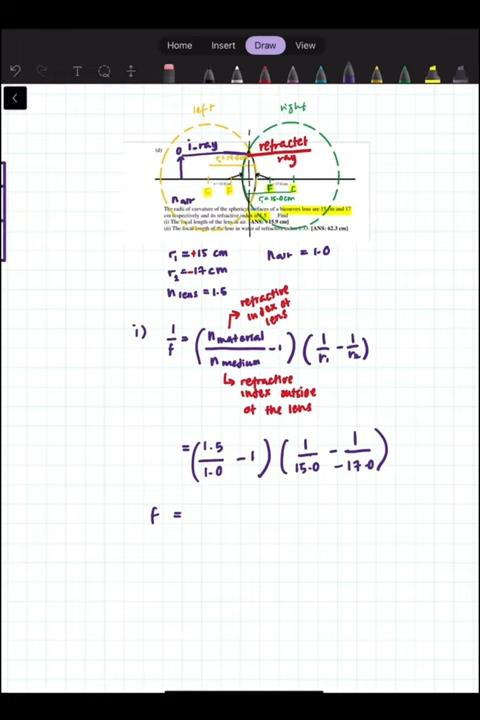 Home Insert Draw View
left right
O i-ray refracted ray
F C
r₁=15.0cm
n air
The radii of curvature of the spherical surfaces of a biconvex lens are 15 cm and 17
cm respectively and its refractive index is 1.5. Find
(i) The focal length of the lens in air. [ANS: +15.9 cm]
(ii) The focal length of the lens in water of refractive value 1.33. [ANS: 62.3 cm]
r₁ = +15 cm n air = 1.0
r₂ = -17 cm
n lens = 1.5
refractive index of lens
i) 1/f = (n material/n medium - 1) (1/r₁ - 1/r₂)
refractive index outside of the lens
= (1.5/1.0 - 1) (1/15.0 - 1/-17.0)
f =